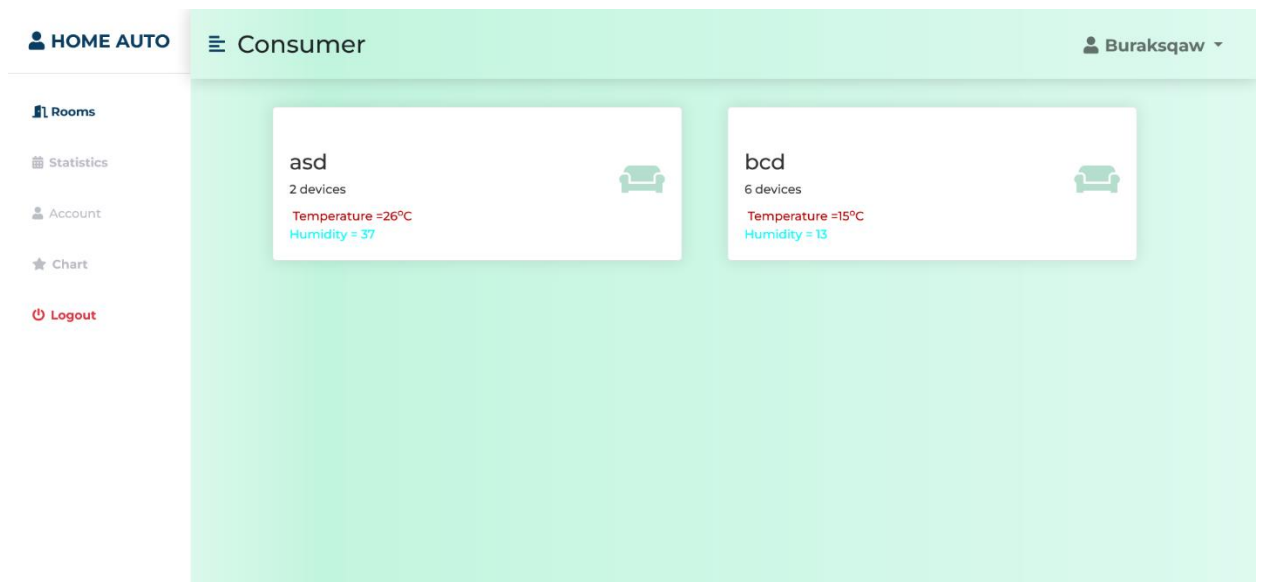 HOME AUTO
Consumer
Buraksqaw
Rooms
Statistics
Account
Chart
Logout
asd
2 devices
Temperature =26°C
Humidity = 37
bcd
6 devices
Temperature =15°C
Humidity = 13